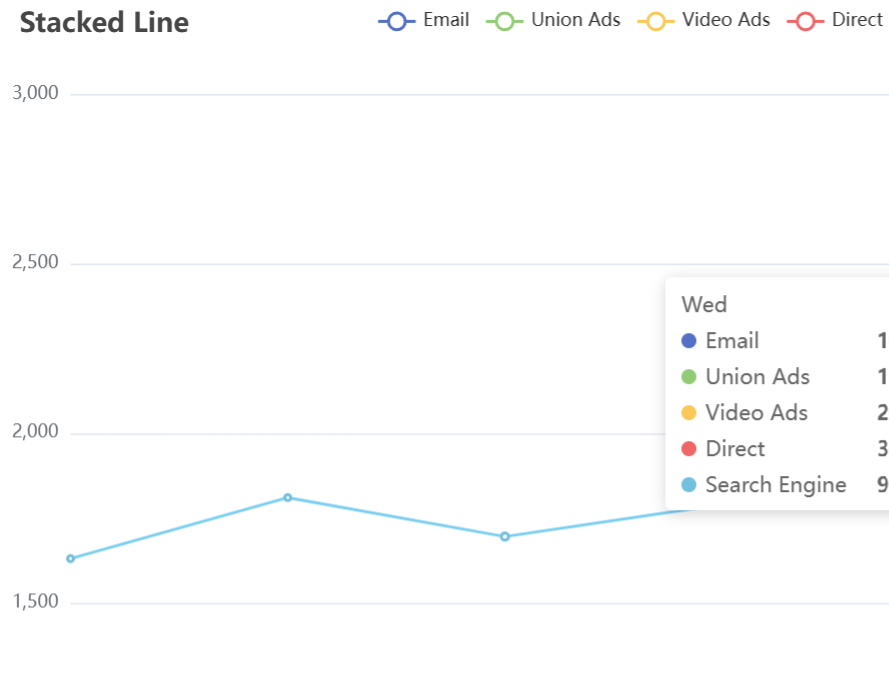 Stacked Line
Email Union Ads Video Ads Direct
3,000
2,500
Wed
Email 1
Union Ads 1
Video Ads 2
2,000
Direct 3
Search Engine 9
1,500